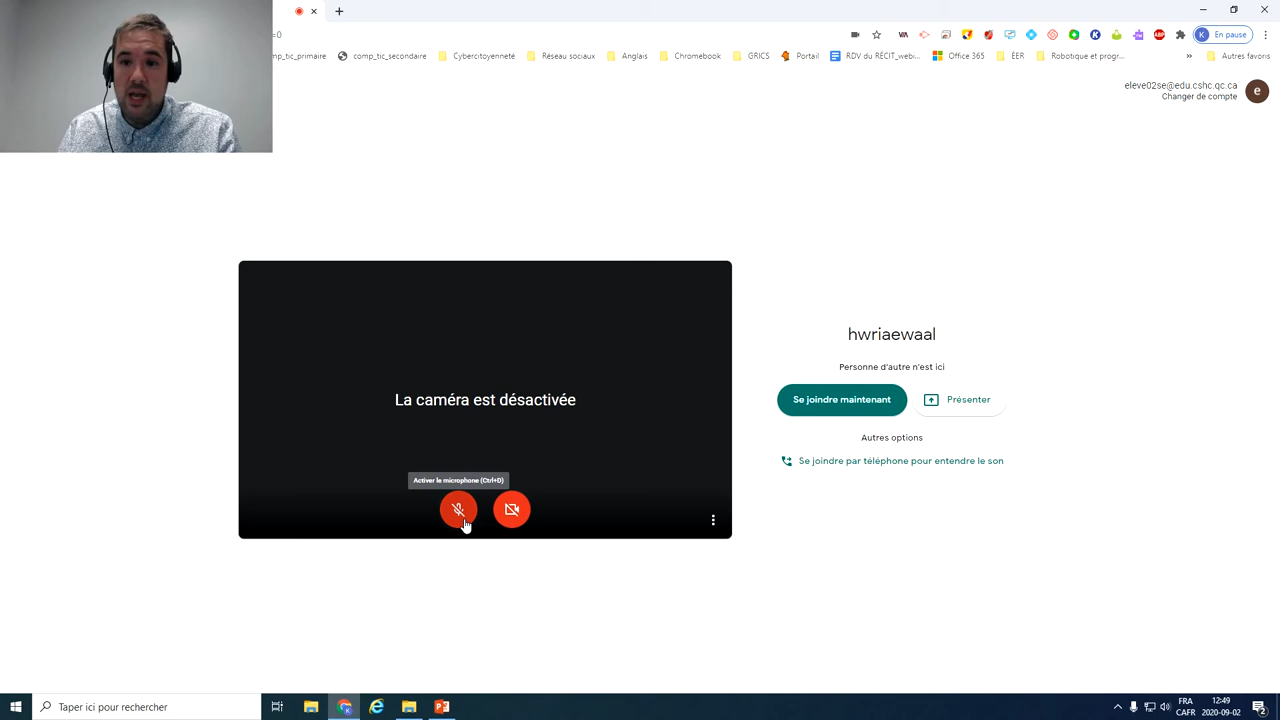 =0
En pause
mp_tic_primaire
comp_tic_secondaire
Cybercitoyenneté
Réseau sociaux
Anglais
Chromebook
GRICS
Portail
RDV du RÉCIT_webi...
Office 365
ÉER
Robotique et progr...
»
Autres favoris
eleve02se@edu.cshc.qc.ca
Changer de compte
e
La caméra est désactivée
Activer le microphone (Ctrl+D)
hwriaewaal
Personne d'autre n'est ici
Se joindre maintenant
Présenter
Autres options
Se joindre par téléphone pour entendre le son
Taper ici pour rechercher
FRA
CAFR
12:49
2020-09-02
2